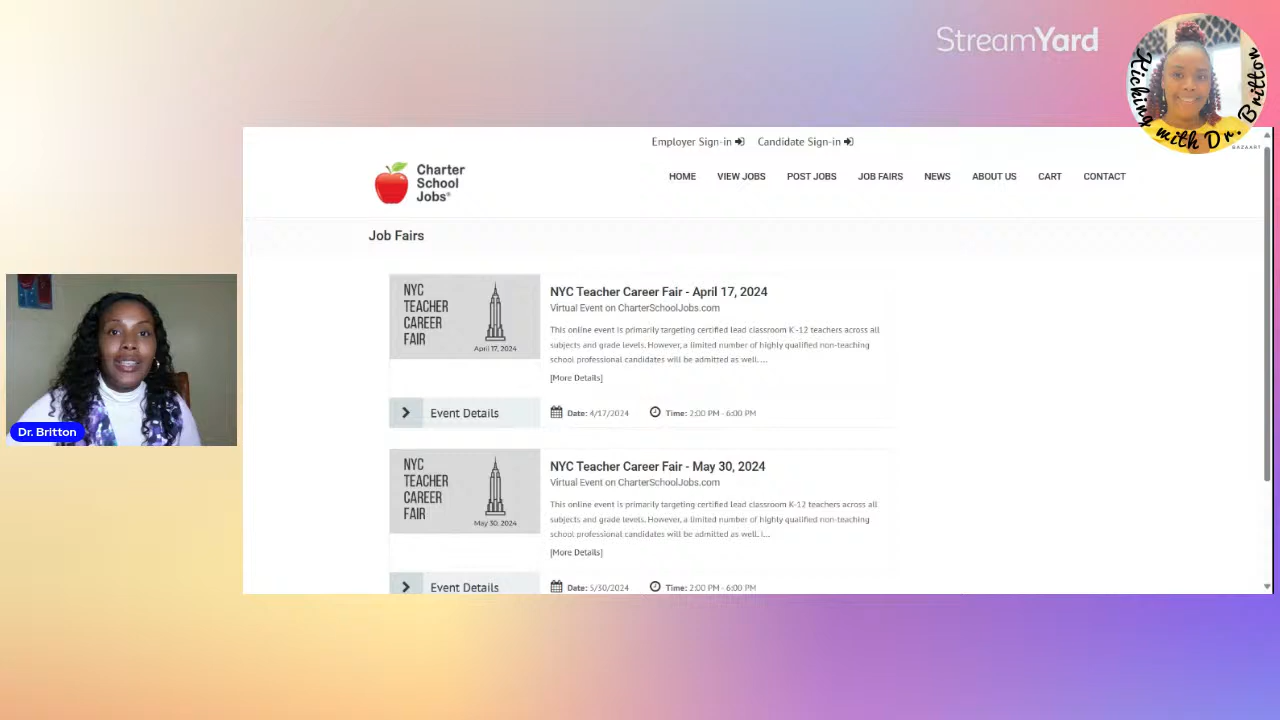 StreamYard
Kicking with Dr. Britton
BAZAART
Employer Sign-in
Candidate Sign-in
Charter
School
Jobs®
HOME
VIEW JOBS
POST JOBS
JOB FAIRS
NEWS
ABOUT US
CART
CONTACT
Job Fairs
NYC
TEACHER
CAREER
FAIR
April 17, 2024
NYC Teacher Career Fair - April 17, 2024
Virtual Event on CharterSchoolJobs.com
This online event is primarily targeting certified lead classroom K-12 teachers across all
subjects and grade levels. However, a limited number of highly qualified non-teaching
school professional candidates will be admitted as well. ...
[More Details]
Event Details
Date: 4/17/2024
Time: 2:00 PM - 6:00 PM
NYC
TEACHER
CAREER
FAIR
May 30, 2024
NYC Teacher Career Fair - May 30, 2024
Virtual Event on CharterSchoolJobs.com
This online event is primarily targeting certified lead classroom K-12 teachers across all
subjects and grade levels. However, a limited number of highly qualified non-teaching
school professional candidates will be admitted as well. I...
[More Details]
Event Details
Date: 5/30/2024
Time: 2:00 PM - 6:00 PM
Dr. Britton